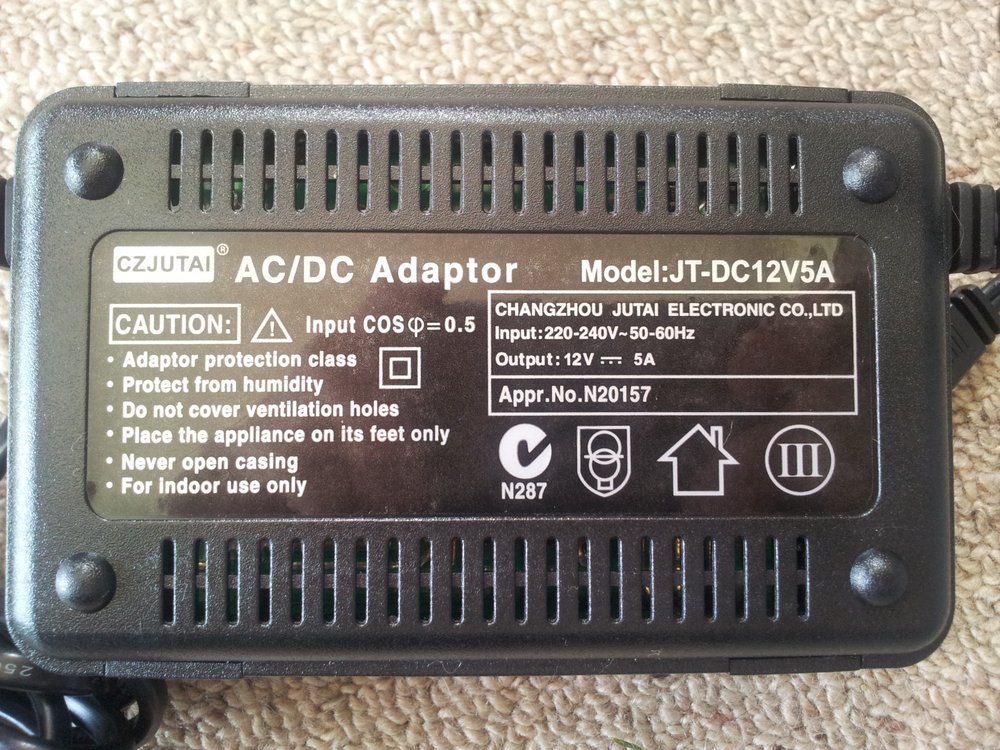 CZJUTAI® AC/DC Adaptor Model:JT-DC12V5A
CAUTION: Input COS φ=0.5
• Adaptor protection class
• Protect from humidity
• Do not cover ventilation holes
• Place the appliance on its feet only
• Never open casing
• For indoor use only
CHANGZHOU JUTAI ELECTRONIC CO.,LTD
Input:220-240V~50-60Hz
Output:12V ⎓ 5A
Appr.No.N20157
N287
III